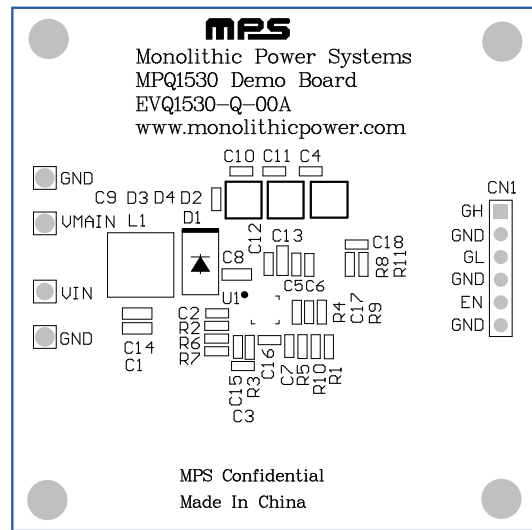 mps
Monolithic Power Systems
MPQ1530 Demo Board
EVQ1530-Q-00A
www.monolithicpower.com
C10 C11 C4
GND
C9 D3 D4 D2
CN1
VMAIN L1 D1
GH
GND
GL
GND
EN
GND
C12 C13
C18
R8 R11
C8
C5 C6
VIN
U1
R4 C17 R9
GND
C2
R2
R6
R7
C14
C1
C15 R3 C16 C7 R5 R10 R1
C3
MPS Confidential
Made In China